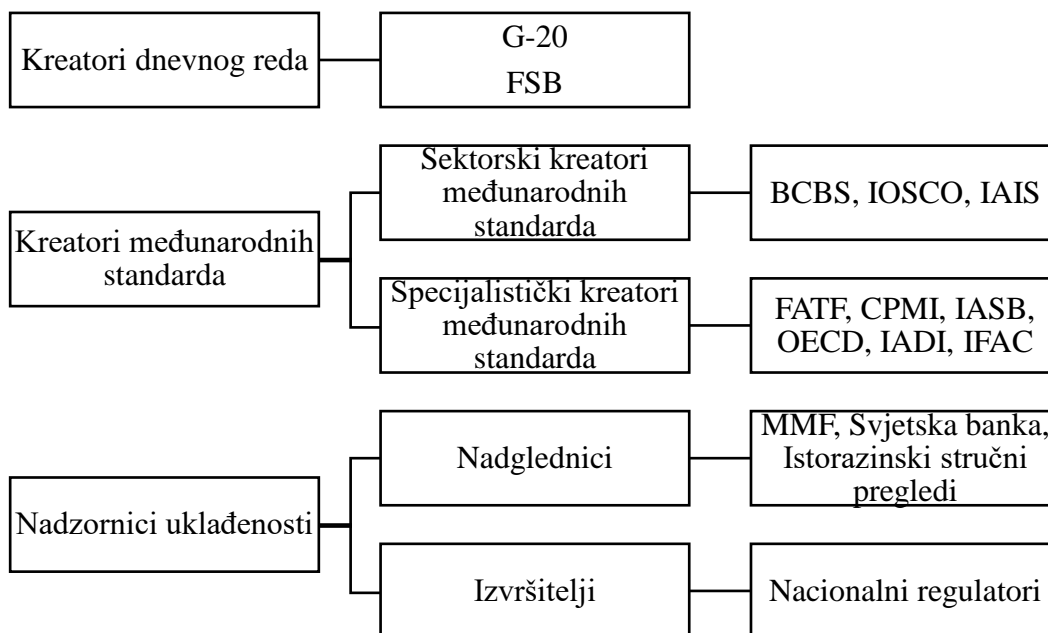 Kreatori dnevnog reda
G-20
FSB
Kreatori međunarodnih
standarda
Sektorski kreatori
međunarodnih
standarda
BCBS, IOSCO, IAIS
Specijalistički kreatori
međunarodnih
standarda
FATF, CPMI, IASB,
OECD, IADI, IFAC
Nadzornici uklađenosti
Nadglednici
MMF, Svjetska banka,
Istorazinski stručni
pregledi
Izvršitelji
Nacionalni regulatori